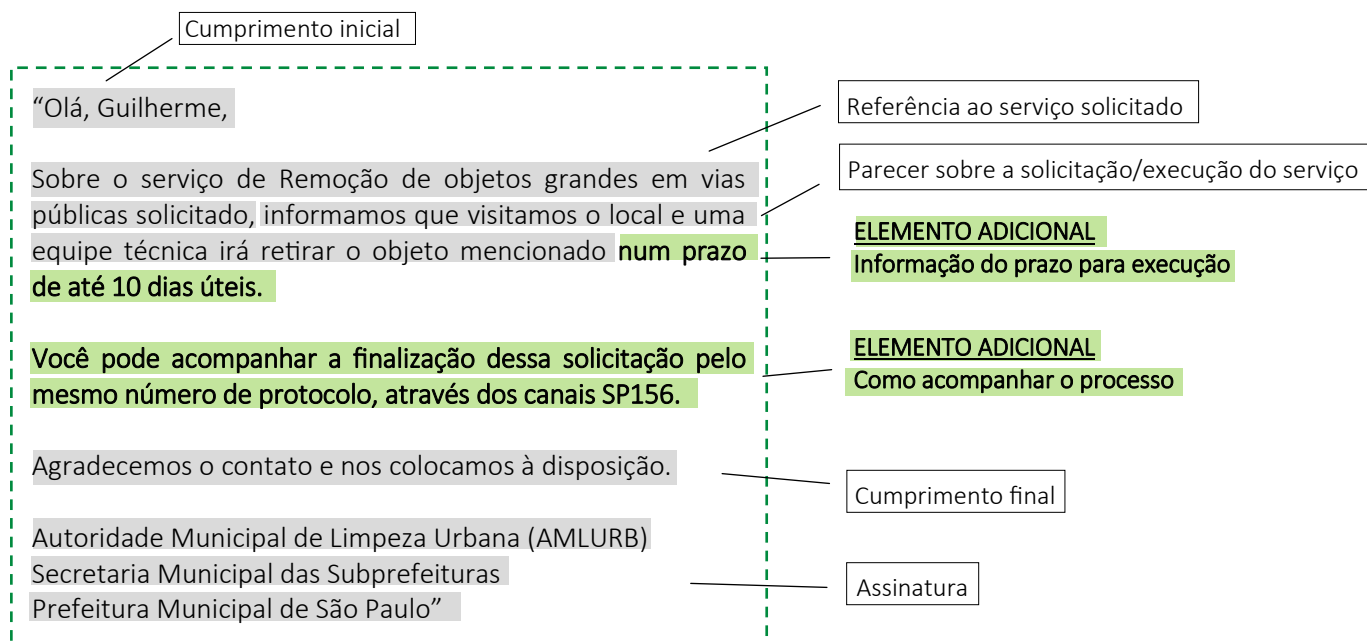 Cumprimento inicial
“Olá, Guilherme,
Referência ao serviço solicitado
Sobre o serviço de Remoção de objetos grandes em vias
públicas solicitado, informamos que visitamos o local e uma
equipe técnica irá retirar o objeto mencionado num prazo
de até 10 dias úteis.
Parecer sobre a solicitação/execução do serviço
ELEMENTO ADICIONAL
Informação do prazo para execução
Você pode acompanhar a finalização dessa solicitação pelo
mesmo número de protocolo, através dos canais SP156.
ELEMENTO ADICIONAL
Como acompanhar o processo
Agradecemos o contato e nos colocamos à disposição.
Cumprimento final
Autoridade Municipal de Limpeza Urbana (AMLURB)
Secretaria Municipal das Subprefeituras
Prefeitura Municipal de São Paulo”
Assinatura